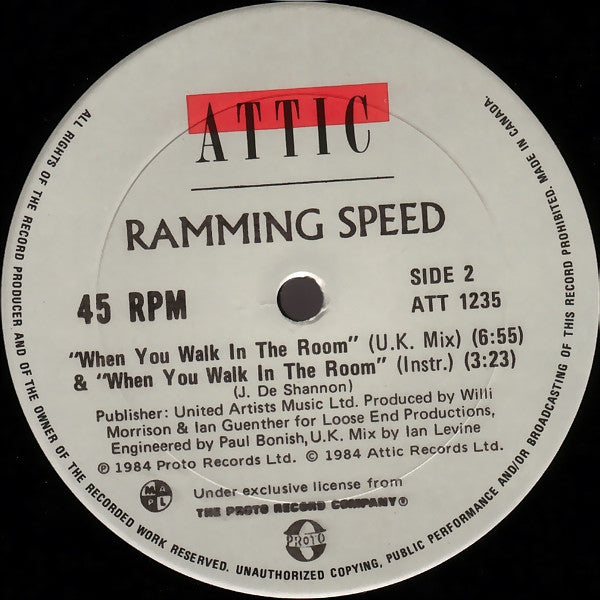 ATTIC
RAMMING SPEED
45 RPM
SIDE 2
ATT 1235
"When You Walk In The Room" (U.K. Mix) (6:55)
& "When You Walk In The Room" (Instr.) (3:23)
(J. De Shannon)
Publisher: United Artists Music Ltd. Produced by Willi
Morrison & Ian Guenther for Loose End Productions,
Engineered by Paul Bonish, U.K. Mix by Ian Levine
℗ 1984 Proto Records Ltd. © 1984 Attic Records Ltd.
MAPL
Under exclusive license from
THE PROTO RECORD COMPANY®
PROTO
ALL RIGHTS OF THE RECORD PRODUCER AND OF THE OWNER OF THE RECORDED WORK RESERVED. UNAUTHORIZED COPYING, PUBLIC PERFORMANCE AND/OR BROADCASTING OF THIS RECORD PROHIBITED. MADE IN CANADA.